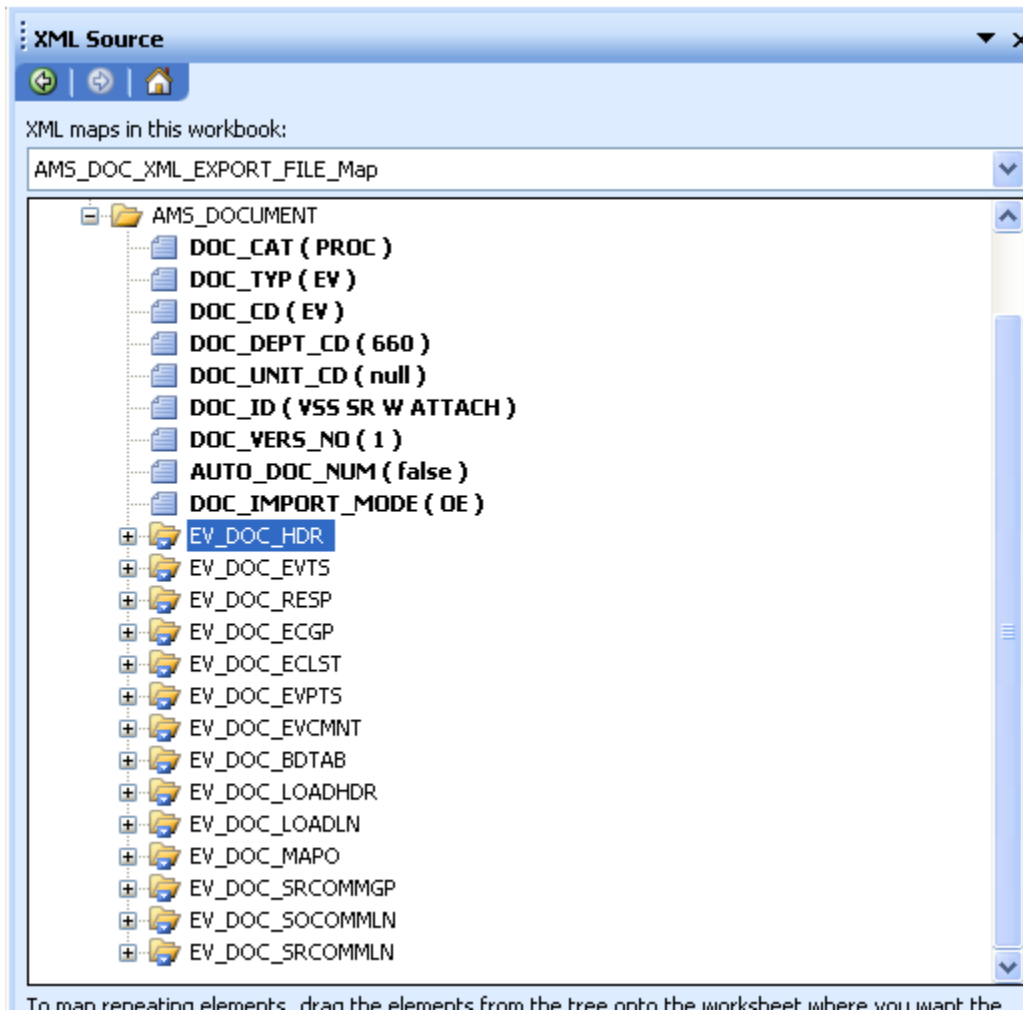 XML Source
XML maps in this workbook:
AMS_DOC_XML_EXPORT_FILE_Map
AMS_DOCUMENT
DOC_CAT ( PROC )
DOC_TYP ( EV )
DOC_CD ( EV )
DOC_DEPT_CD ( 660 )
DOC_UNIT_CD ( null )
DOC_ID ( VSS SR W ATTACH )
DOC_VERS_NO ( 1 )
AUTO_DOC_NUM ( false )
DOC_IMPORT_MODE ( OE )
EV_DOC_HDR
EV_DOC_EVTS
EV_DOC_RESP
EV_DOC_ECGP
EV_DOC_ECLST
EV_DOC_EVPTS
EV_DOC_EVCMNT
EV_DOC_BDTAB
EV_DOC_LOADHDR
EV_DOC_LOADLN
EV_DOC_MAPO
EV_DOC_SRCOMMGP
EV_DOC_SOCOMMLN
EV_DOC_SRCOMMLN
To map repeating elements, drag the elements from the tree onto the worksheet where you want the